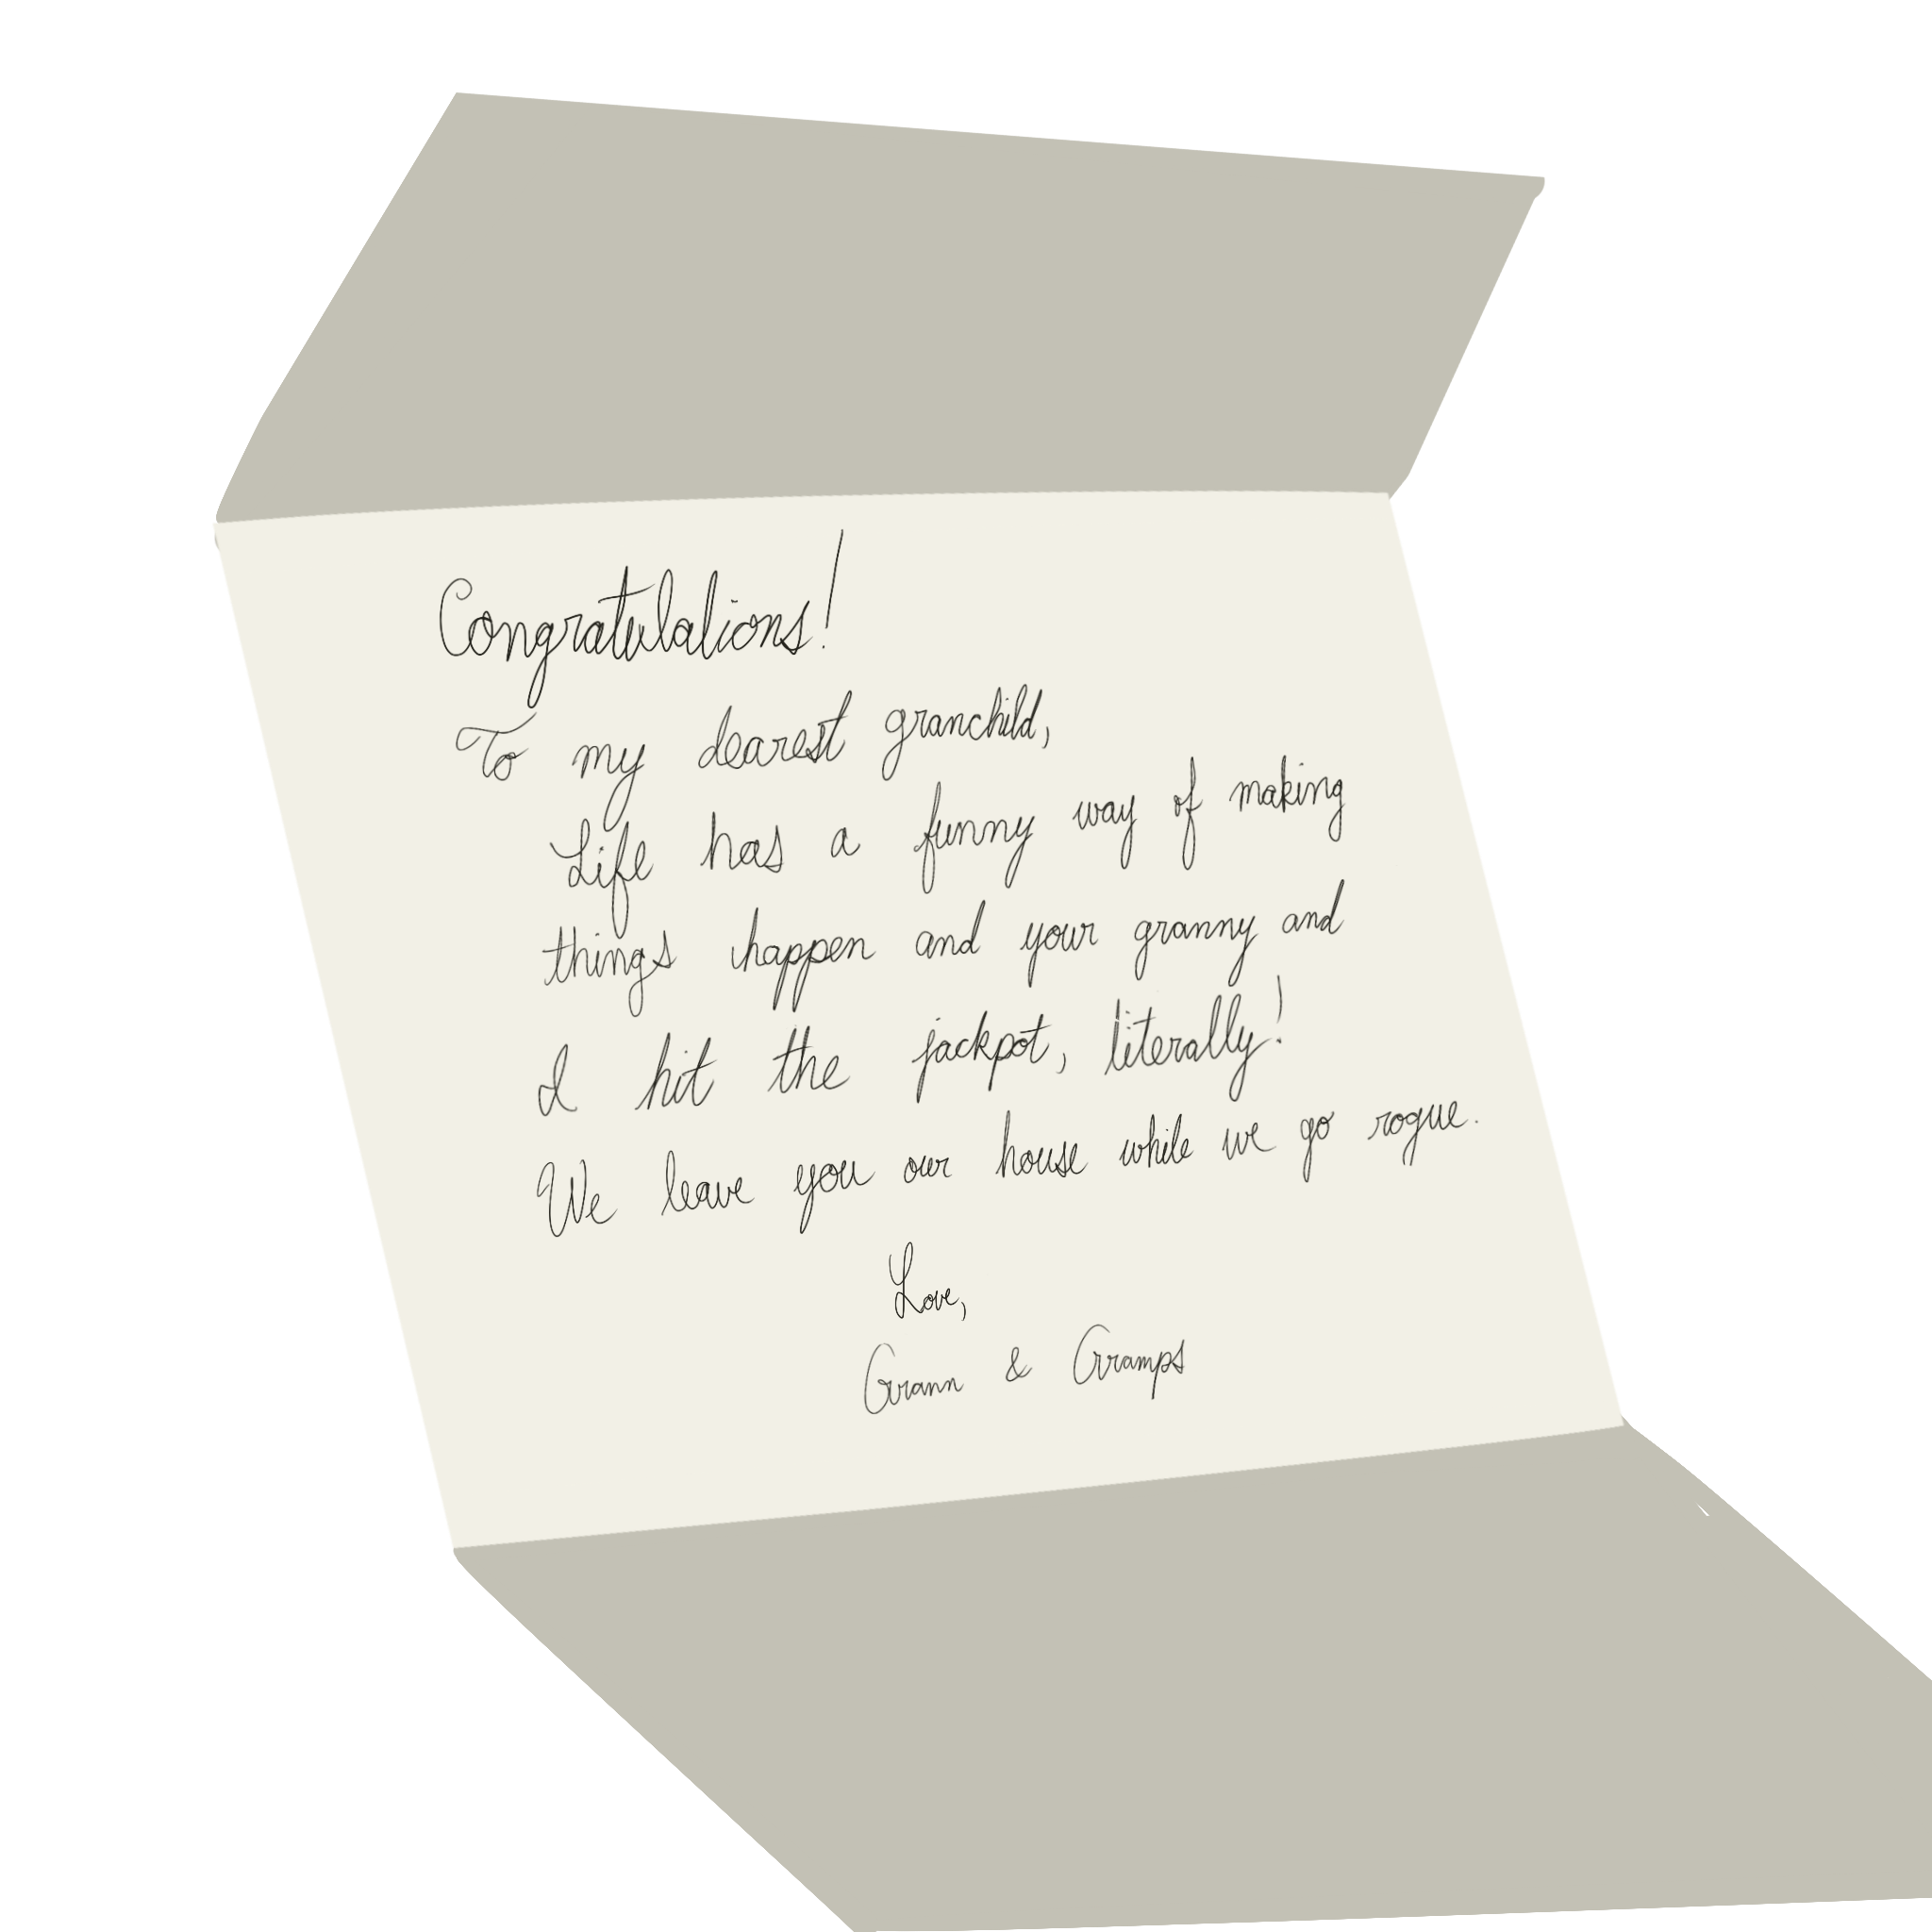 Congratulations!
To my dearest granchild,
Life has a funny way of making
things happen and your granny and
I hit the jackpot, literally!
We leave you our house while we go rogue.
Love,
Grann & Gramps